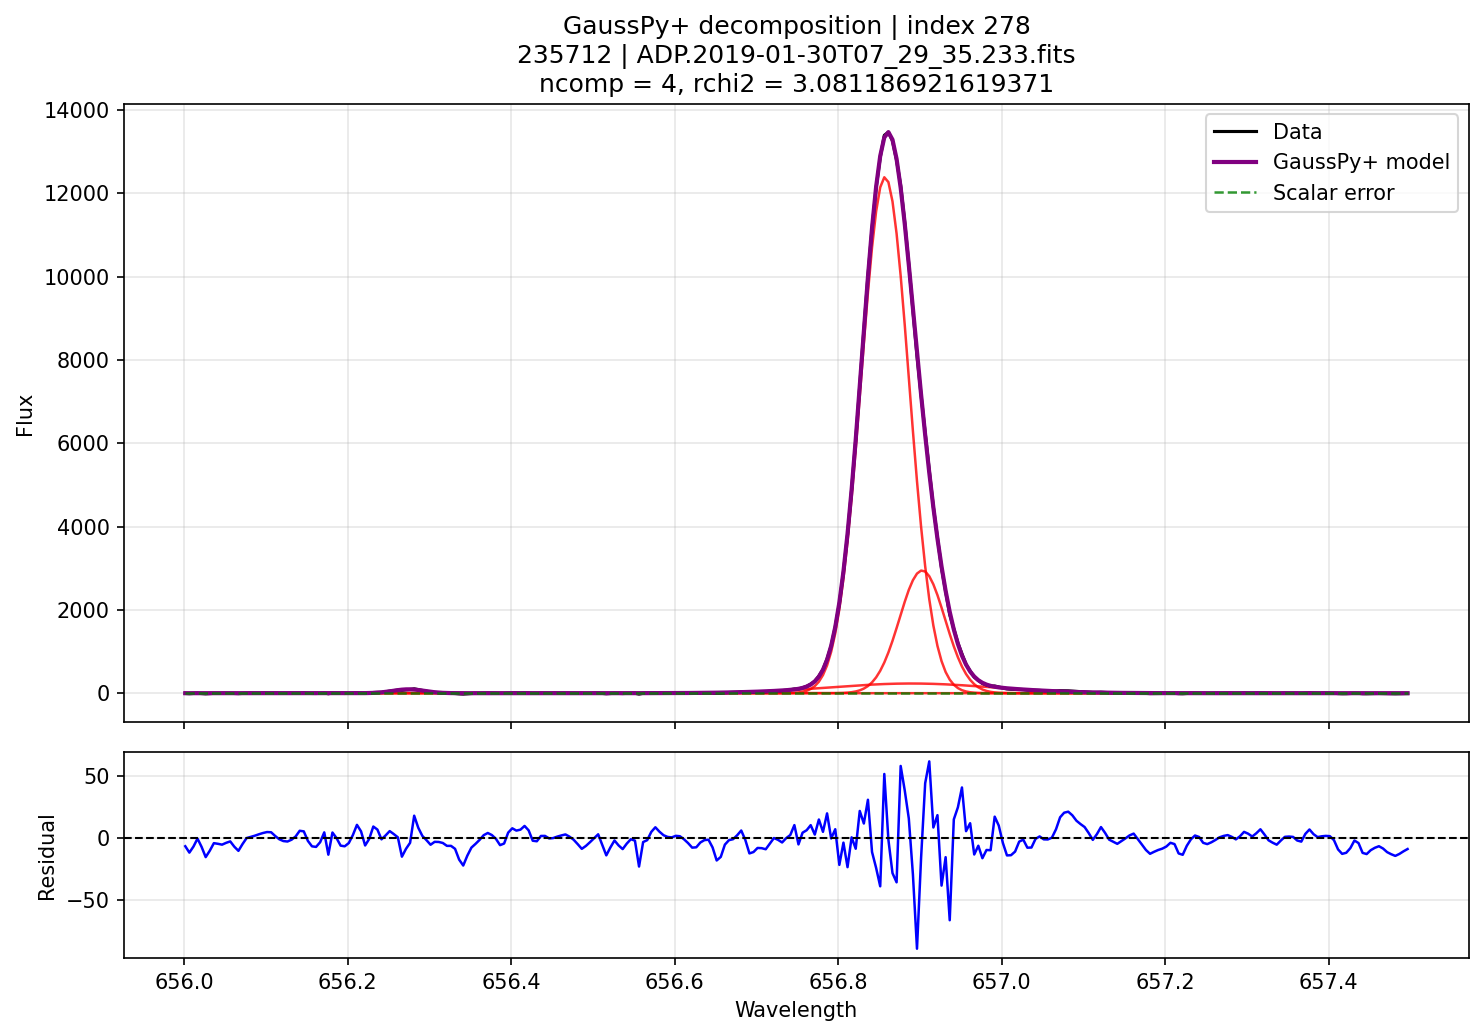 GaussPy+ decomposition | index 278
235712 | ADP.2019-01-30T07_29_35.233.fits
ncomp = 4, rchi2 = 3.081186921619371
14000
12000
10000
8000
6000
4000
2000
0
Flux
Data
GaussPy+ model
Scalar error
50
0
−50
Residual
656.0
656.2
656.4
656.6
656.8
657.0
657.2
657.4
Wavelength